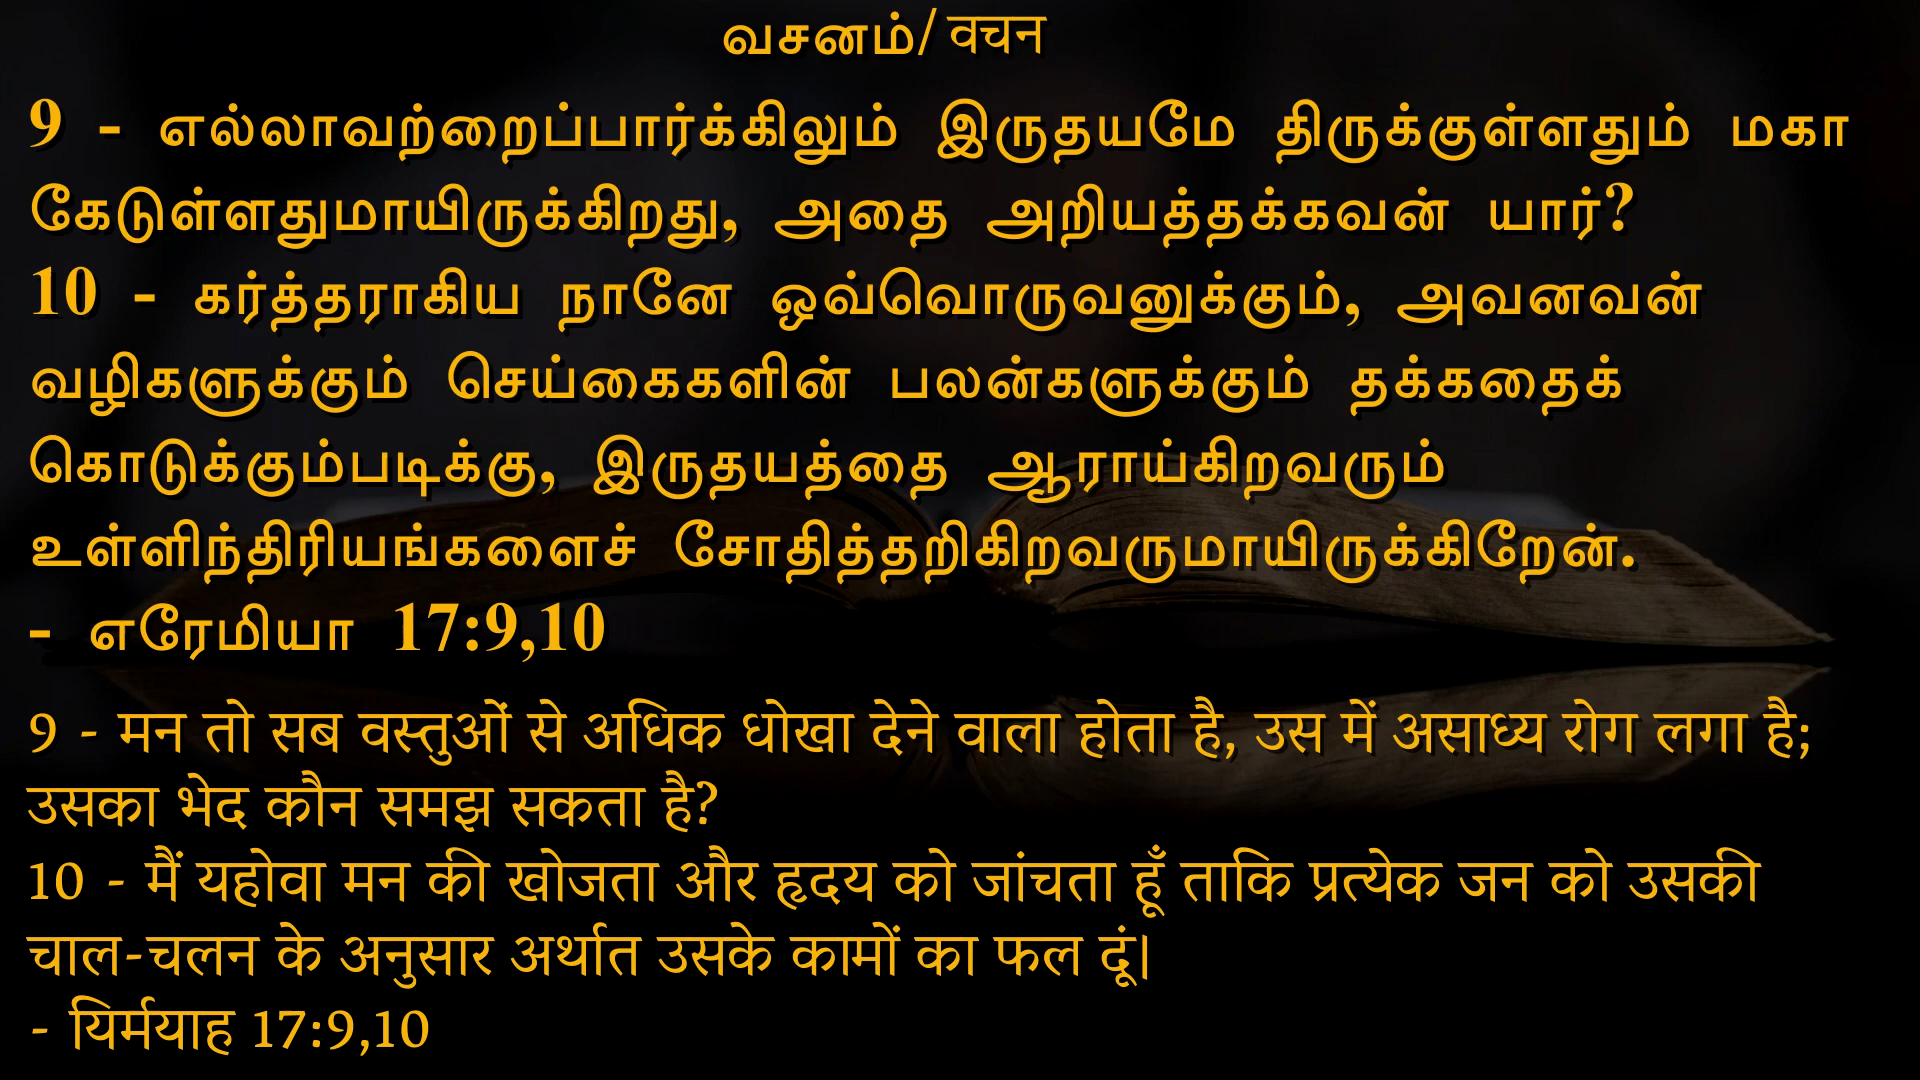 வசனம்/ वचन
9 - எல்லாவற்றைப்பார்க்கிலும் இருதயமே திருக்குள்ளதும் மகா
கேடுள்ளதுமாயிருக்கிறது, அதை அறியத்தக்கவன் யார்?
10 - கர்த்தராகிய நானே ஒவ்வொருவனுக்கும், அவனவன்
வழிகளுக்கும் செய்கைகளின் பலன்களுக்கும் தக்கதைக்
கொடுக்கும்படிக்கு, இருதயத்தை ஆராய்கிறவரும்
உள்ளிந்திரியங்களைச் சோதித்தறிகிறவருமாயிருக்கிறேன்.
- எரேமியா 17:9,10
9 - मन तो सब वस्तुओं से अधिक धोखा देने वाला होता है, उस में असाध्य रोग लगा है;
उसका भेद कौन समझ सकता है?
10 - मैं यहोवा मन की खोजता और हृदय को जांचता हूँ ताकि प्रत्येक जन को उसकी
चाल-चलन के अनुसार अर्थात उसके कामों का फल दूं|
- यिर्मयाह 17:9,10